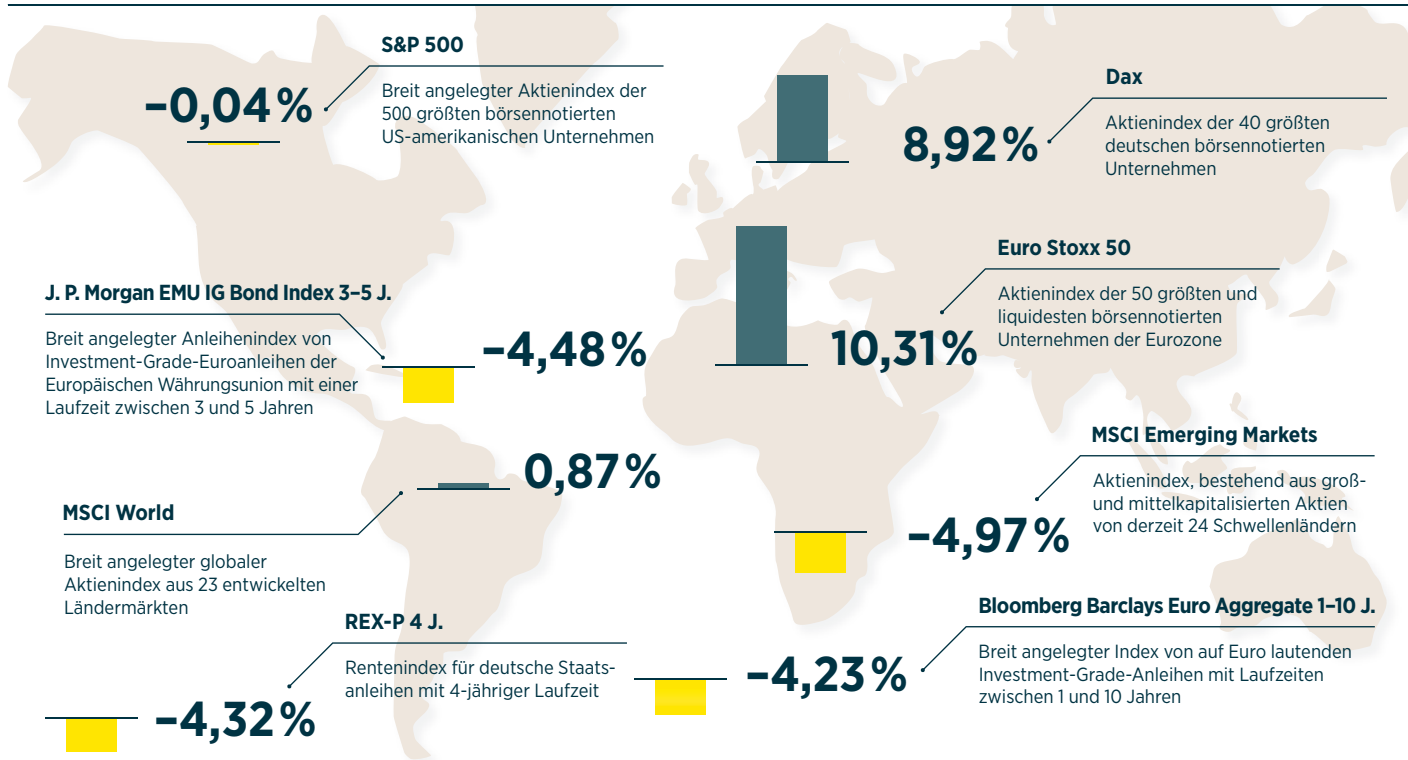 S&P 500
–0,04 %
Breit angelegter Aktienindex der
500 größten börsennotierten
US-amerikanischen Unternehmen
Dax
8,92 %
Aktienindex der 40 größten
deutschen börsennotierten
Unternehmen
Euro Stoxx 50
10,31 %
Aktienindex der 50 größten und
liquidesten börsennotierten
Unternehmen der Eurozone
J. P. Morgan EMU IG Bond Index 3–5 J.
–4,48 %
Breit angelegter Anleihenindex von
Investment-Grade-Euroanleihen der
Europäischen Währungsunion mit einer
Laufzeit zwischen 3 und 5 Jahren
MSCI World
0,87 %
Breit angelegter globaler
Aktienindex aus 23 entwickelten
Ländermärkten
MSCI Emerging Markets
–4,97 %
Aktienindex, bestehend aus groß-
und mittelkapitalisierten Aktien
von derzeit 24 Schwellenländern
REX-P 4 J.
–4,32 %
Rentenindex für deutsche Staats-
anleihen mit 4-jähriger Laufzeit
Bloomberg Barclays Euro Aggregate 1–10 J.
–4,23 %
Breit angelegter Index von auf Euro lautenden
Investment-Grade-Anleihen mit Laufzeiten
zwischen 1 und 10 Jahren